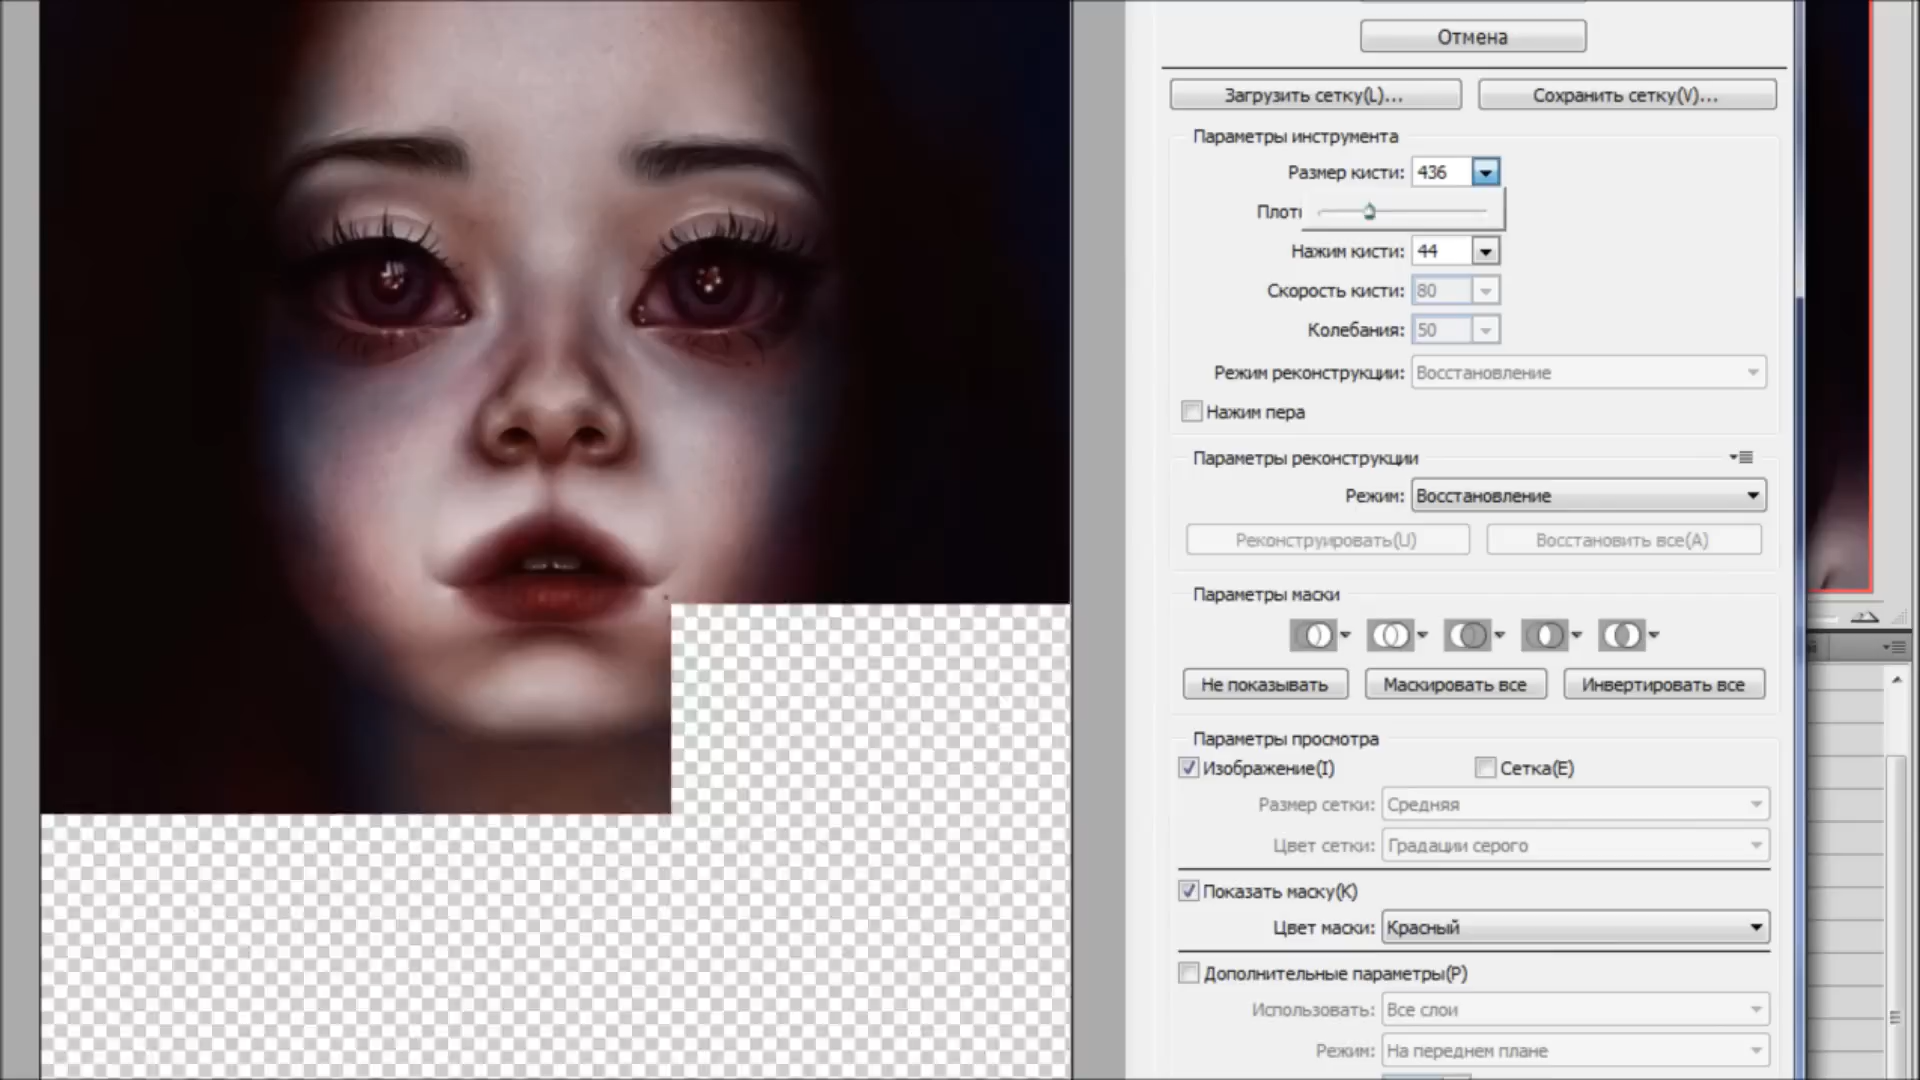 Отмена
Загрузить сетку(L)... Сохранить сетку(V)...
Параметры инструмента
Размер кисти: 436
Плот
Нажим кисти: 44
Скорость кисти: 80
Колебания: 50
Режим реконструкции: Восстановление
Нажим пера
Параметры реконструкции
Режим: Восстановление
Реконструировать(U) Восстановить все(A)
Параметры маски
Не показывать Маскировать все Инвертировать все
Параметры просмотра
Изображение(I) Сетка(E)
Размер сетки: Средняя
Цвет сетки: Градации серого
Показать маску(K)
Цвет маски: Красный
Дополнительные параметры(P)
Использовать: Все слои
Режим: На переднем плане